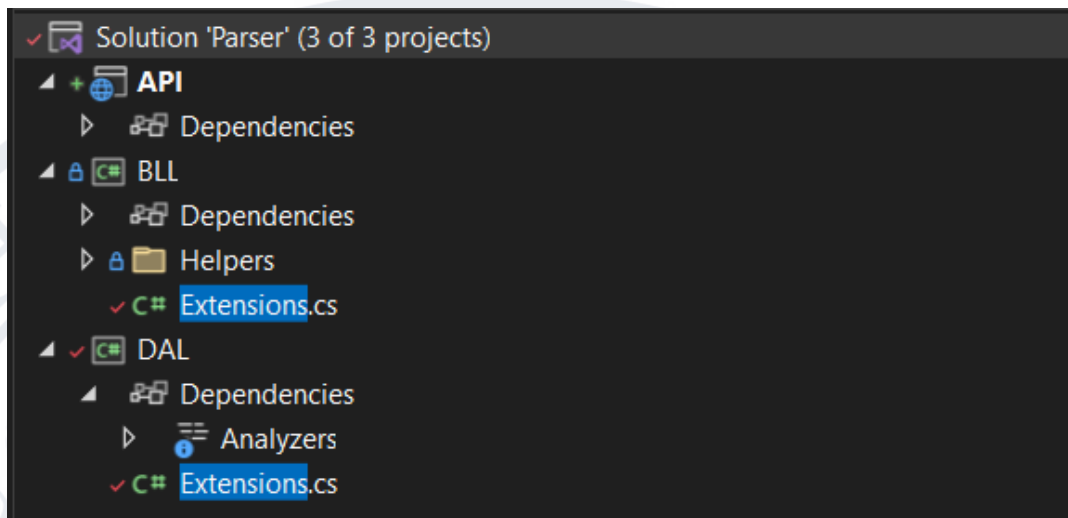 Solution 'Parser' (3 of 3 projects)
API
Dependencies
C# BLL
Dependencies
Helpers
C# Extensions.cs
C# DAL
Dependencies
Analyzers
C# Extensions.cs